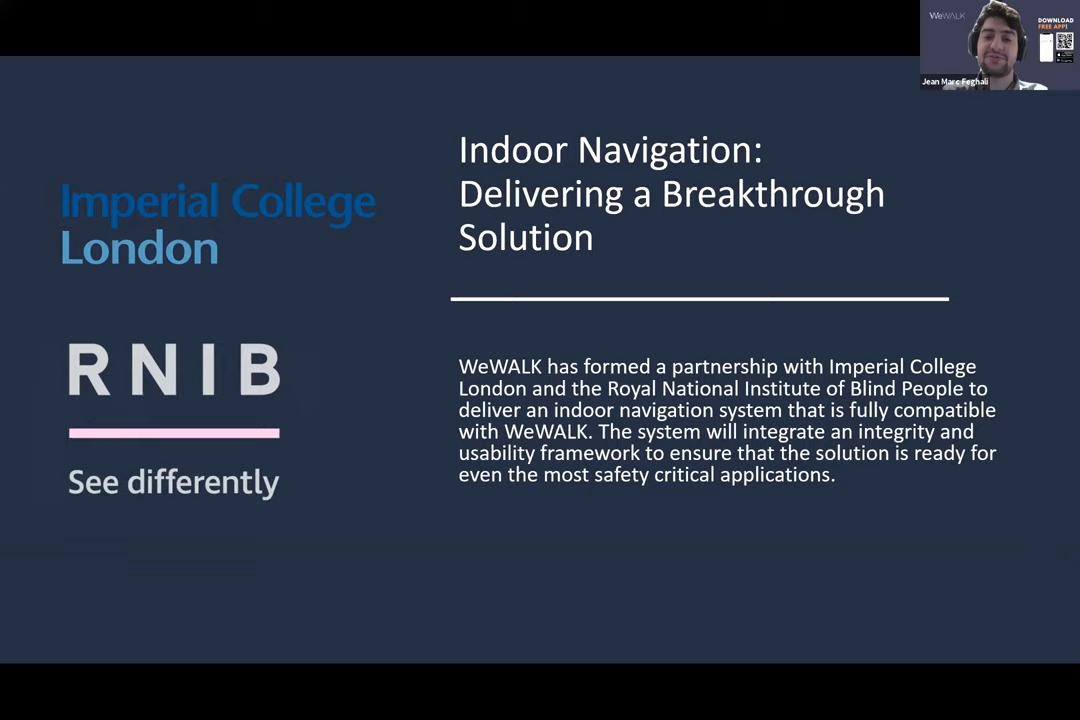 WeWALK
DOWNLOAD
FREE APP!
Jean Marc Feghali
Imperial College
London
RNIB
See differently
Indoor Navigation:
Delivering a Breakthrough
Solution
WeWALK has formed a partnership with Imperial College
London and the Royal National Institute of Blind People to
deliver an indoor navigation system that is fully compatible
with WeWALK. The system will integrate an integrity and
usability framework to ensure that the solution is ready for
even the most safety critical applications.